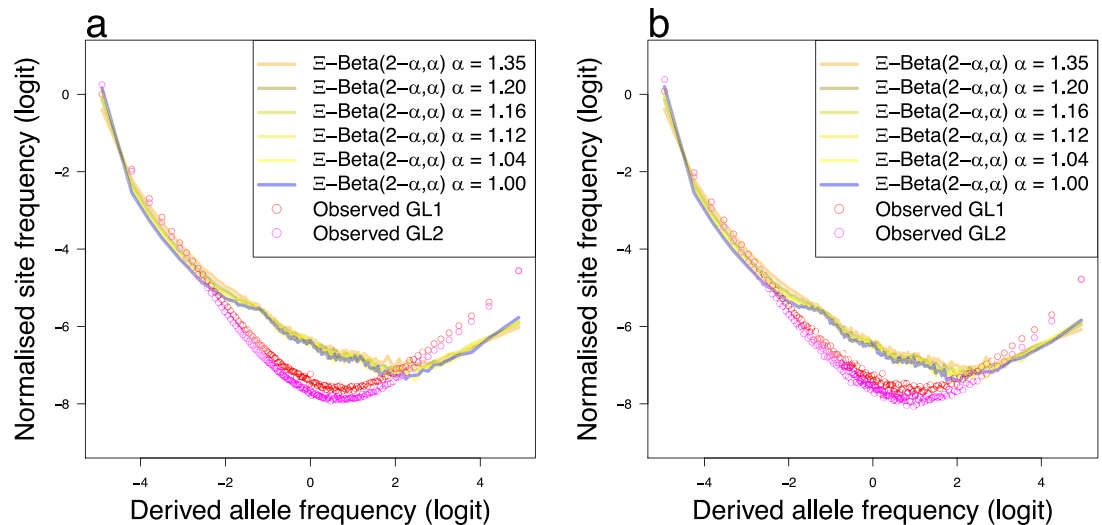 a
Normalised site frequency (logit)
0
−2
−4
−6
−8
−4
−2
0
2
4
Derived allele frequency (logit)
Ξ−Beta(2−α,α) α = 1.35
Ξ−Beta(2−α,α) α = 1.20
Ξ−Beta(2−α,α) α = 1.16
Ξ−Beta(2−α,α) α = 1.12
Ξ−Beta(2−α,α) α = 1.04
Ξ−Beta(2−α,α) α = 1.00
Observed GL1
Observed GL2
b
Normalised site frequency (logit)
0
−2
−4
−6
−8
−4
−2
0
2
4
Derived allele frequency (logit)
Ξ−Beta(2−α,α) α = 1.35
Ξ−Beta(2−α,α) α = 1.20
Ξ−Beta(2−α,α) α = 1.16
Ξ−Beta(2−α,α) α = 1.12
Ξ−Beta(2−α,α) α = 1.04
Ξ−Beta(2−α,α) α = 1.00
Observed GL1
Observed GL2